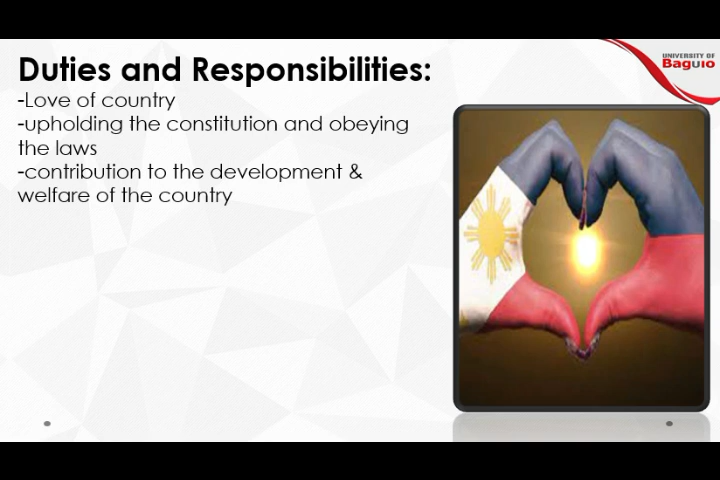 UNIVERSITY OF
Baguio
Duties and Responsibilities:
-Love of country
-upholding the constitution and obeying
the laws
-contribution to the development &
welfare of the country